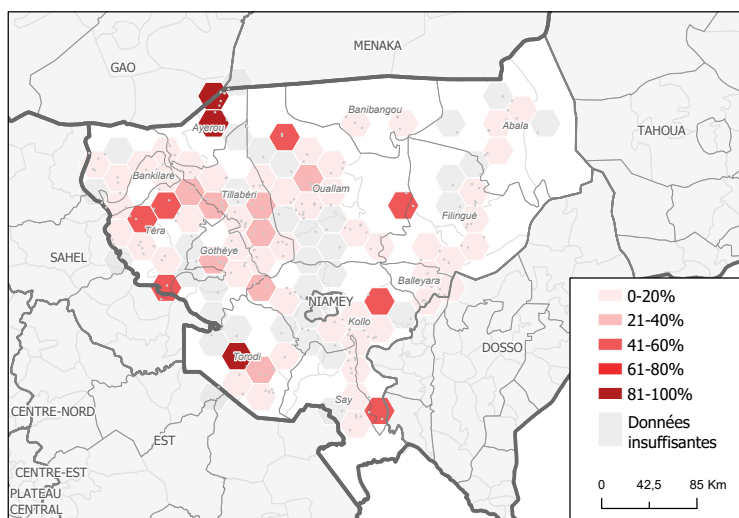 MENAKA
GAO
Banibangou
Ayerou
Abala
TAHOUA
Bankilaré
Tillabéri
Ouallam
Filingué
Téra
SAHEL
Gothèye
Balleyara
NIAMEY
Kollo
DOSSO
Torodi
Say
CENTRE-NORD
EST
CENTRE-EST
PLATEAU
CENTRAL
0-20%
21-40%
41-60%
61-80%
81-100%
Données
insuffisantes
0 42,5 85 Km